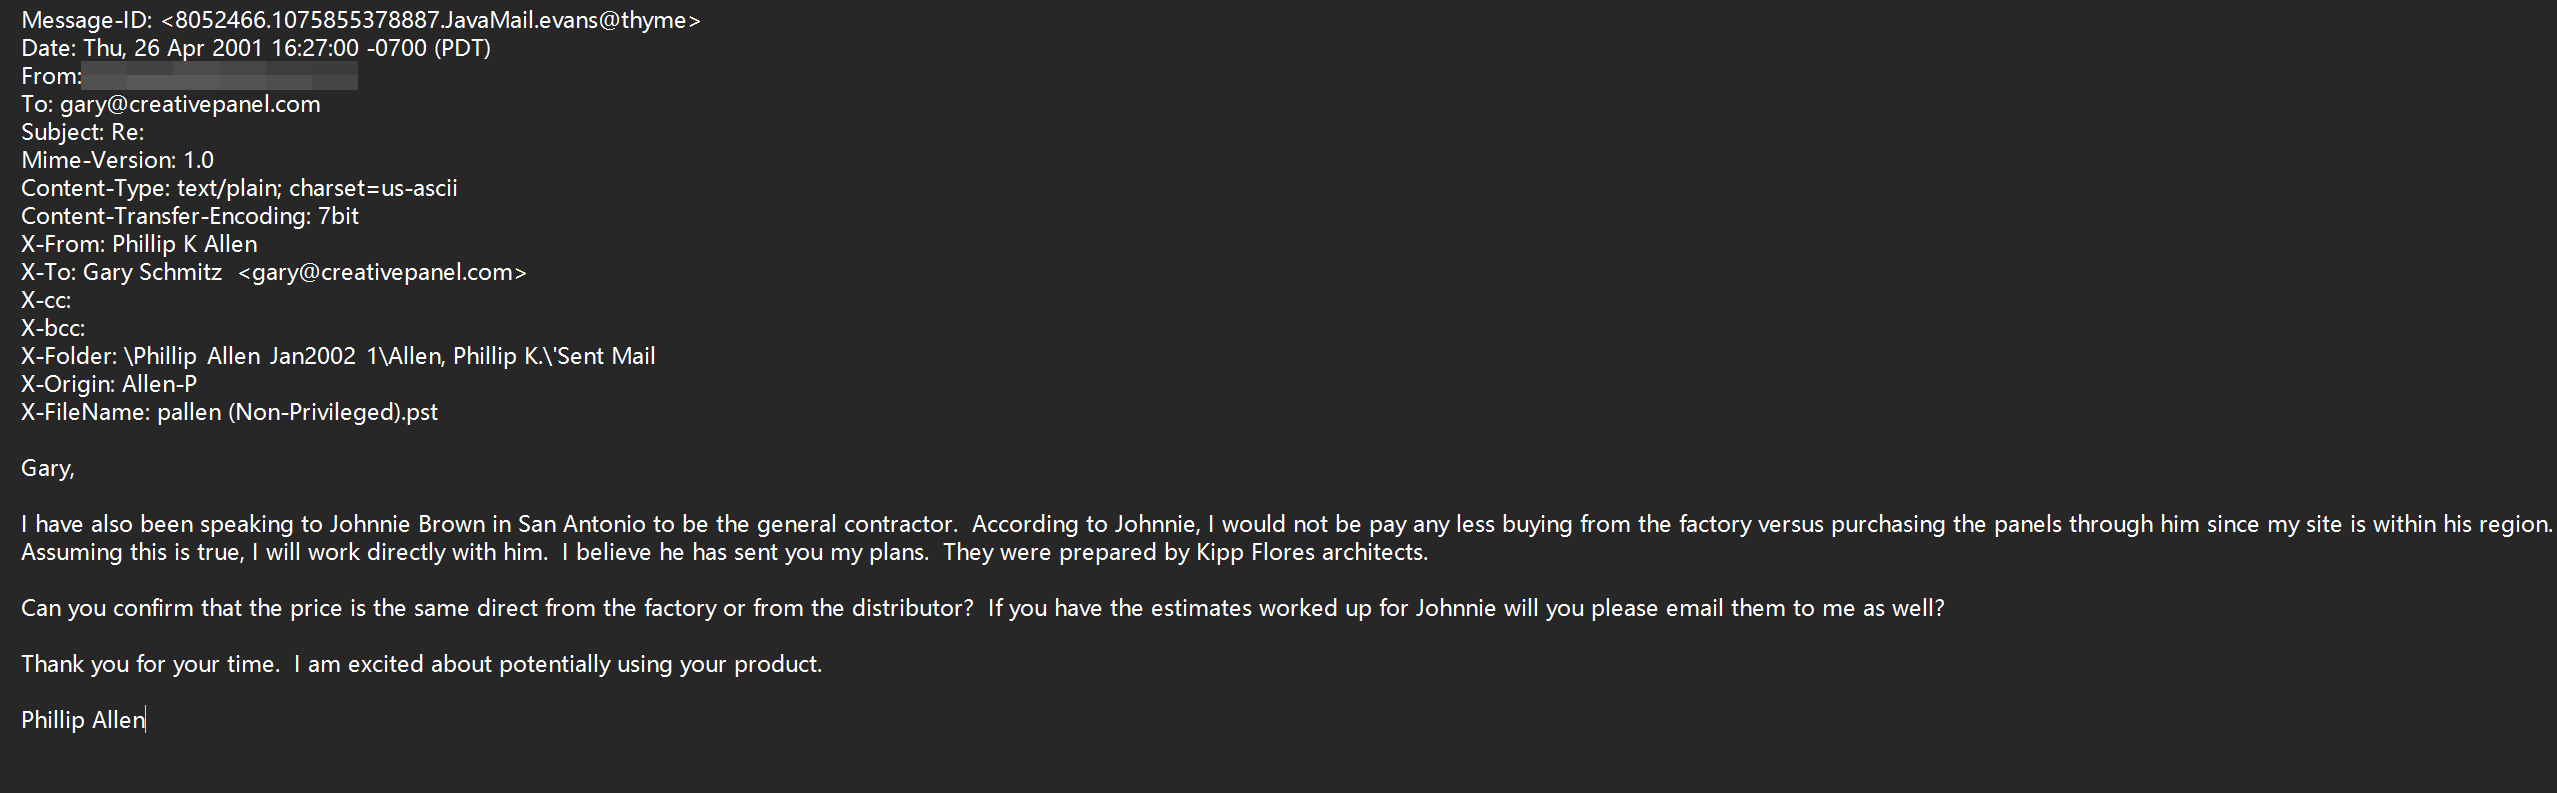 Message-ID: <8052466.1075855378887.JavaMail.evans@thyme>
Date: Thu, 26 Apr 2001 16:27:00 -0700 (PDT)
From:
To: gary@creativepanel.com
Subject: Re:
Mime-Version: 1.0
Content-Type: text/plain; charset=us-ascii
Content-Transfer-Encoding: 7bit
X-From: Phillip K Allen
X-To: Gary Schmitz  <gary@creativepanel.com>
X-cc:
X-bcc:
X-Folder: \Phillip_Allen_Jan2002_1\Allen, Phillip K.\'Sent Mail
X-Origin: Allen-P
X-FileName: pallen (Non-Privileged).pst

Gary,

I have also been speaking to Johnnie Brown in San Antonio to be the general contractor.  According to Johnnie, I would not be pay any less buying from the factory versus purchasing the panels through him since my site is within his region.
Assuming this is true, I will work directly with him.  I believe he has sent you my plans.  They were prepared by Kipp Flores architects.

Can you confirm that the price is the same direct from the factory or from the distributor?  If you have the estimates worked up for Johnnie will you please email them to me as well?

Thank you for your time.  I am excited about potentially using your product.

Phillip Allen